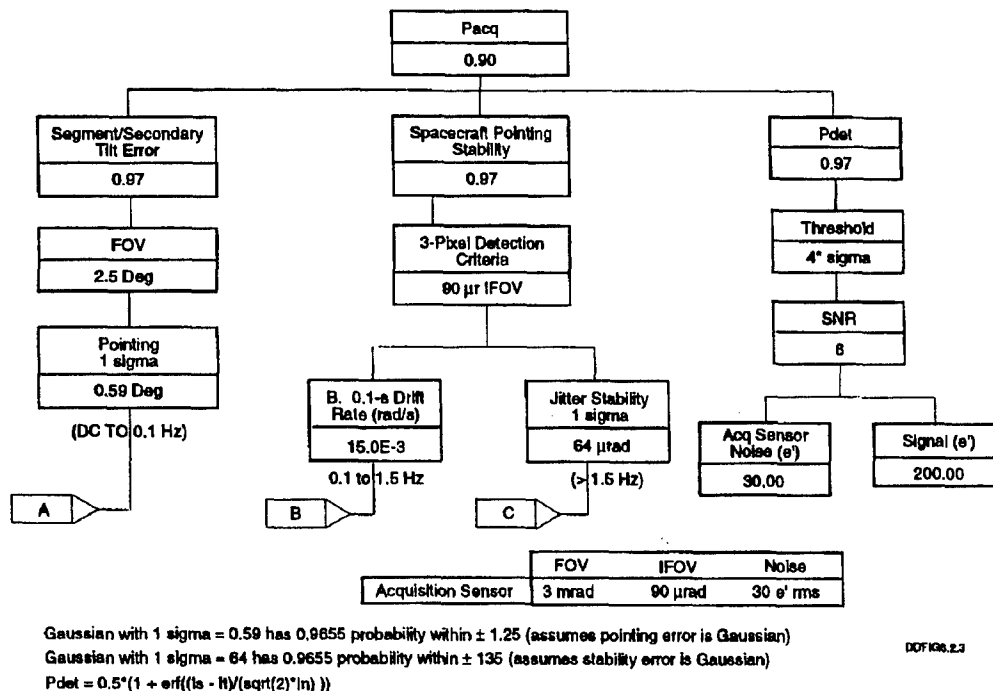 Pacq
0.90
Segment/Secondary
Tilt Error
0.97
Spacecraft Pointing
Stability
0.97
Pdet
0.97
FOV
2.5 Deg
3-Pixel Detection
Criteria
90 µr IFOV
Threshold
4* sigma
Pointing
1 sigma
0.59 Deg
SNR
6
(DC TO 0.1 Hz)
B. 0.1-s Drift
Rate (rad/s)
15.0E-3
0.1 to 1.5 Hz
Jitter Stability
1 sigma
64 µrad
(> 1.5 Hz)
Acq Sensor
Noise (e')
30.00
Signal (e')
200.00
A
B
C
FOV IFOV Noise
Acquisition Sensor 3 mrad 90 µrad 30 e' rms
Gaussian with 1 sigma = 0.59 has 0.9655 probability within ± 1.25 (assumes pointing error is Gaussian)
Gaussian with 1 sigma = 64 has 0.9655 probability within ± 135 (assumes stability error is Gaussian)
Pdet = 0.5*(1 + erf((Is - It)/(sqrt(2)*In) ))